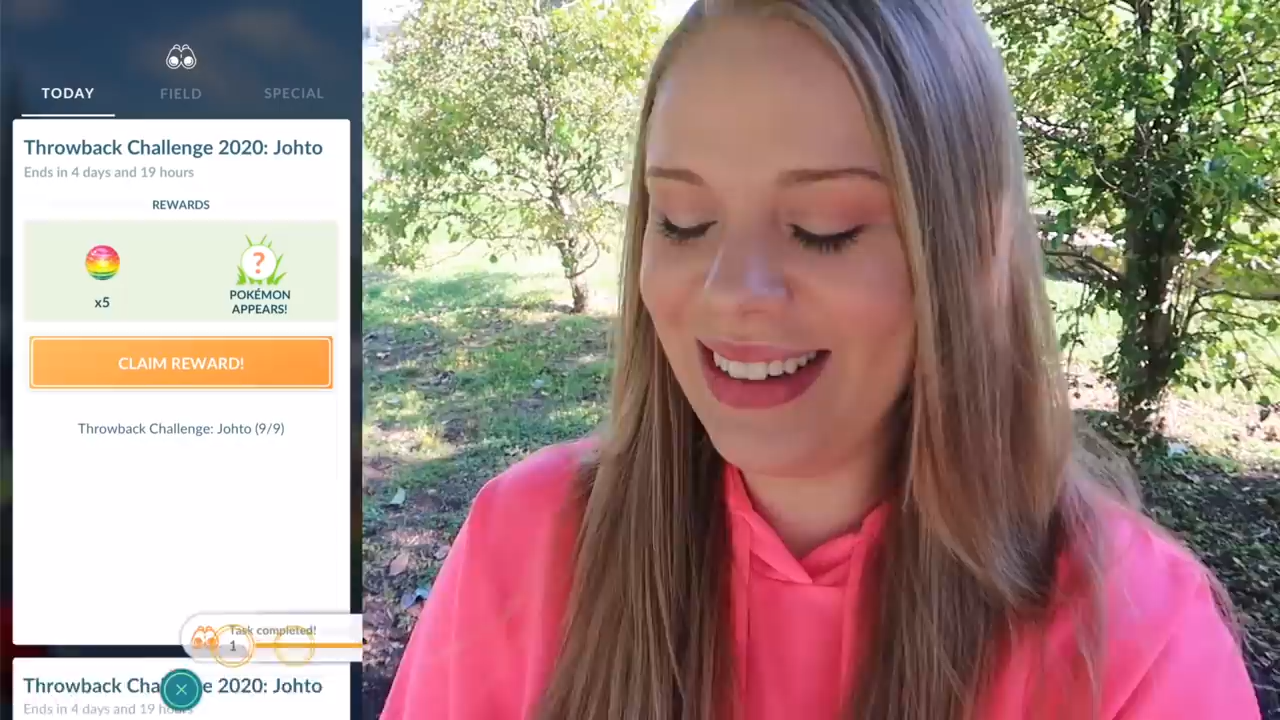 TODAY
FIELD
SPECIAL
Throwback Challenge 2020: Johto
Ends in 4 days and 19 hours
REWARDS
?
x5
POKÉMON
APPEARS!
CLAIM REWARD!
Throwback Challenge: Johto (9/9)
Task completed!
1
Throwback Cha e 2020: Johto
Ends in 4 days and 19 hours